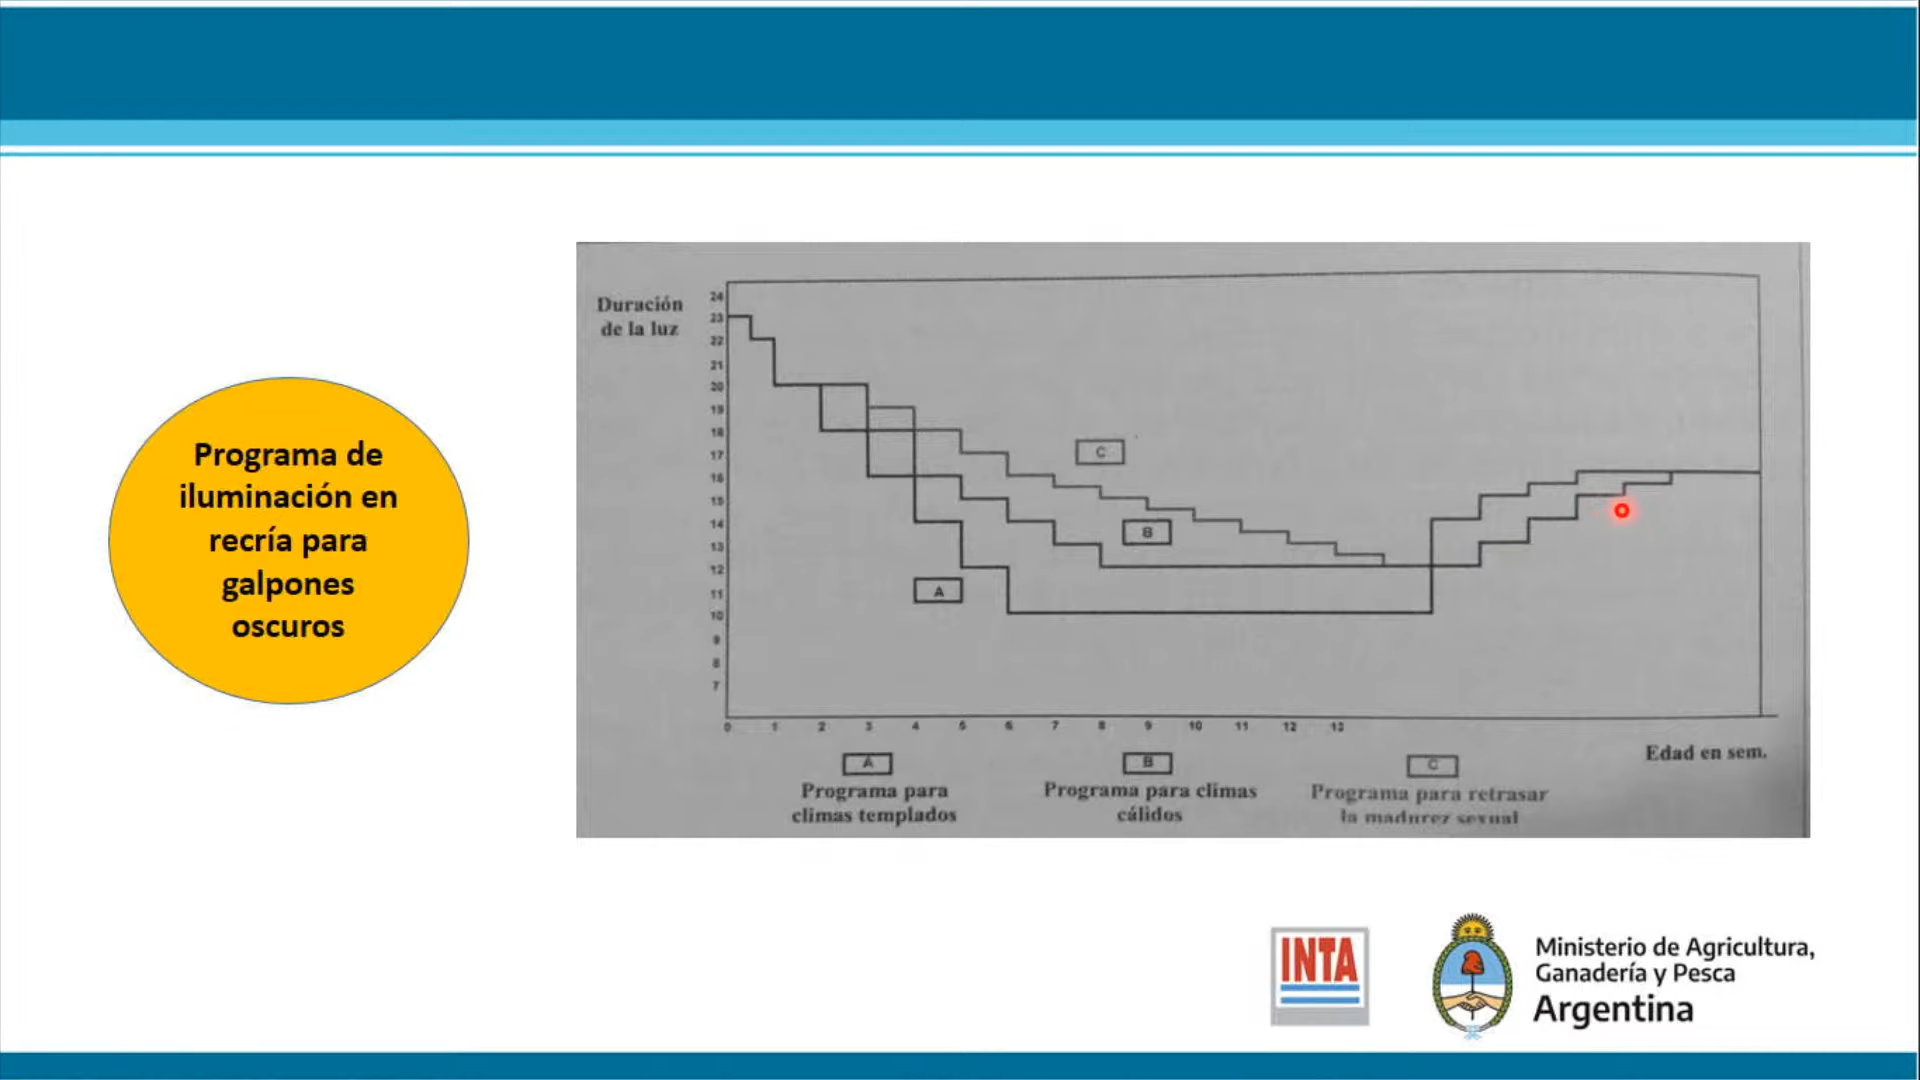 Programa de
iluminación en
recría para
galpones
oscuros
Duración
de la luz
24
23
22
21
20
19
18
17
16
15
14
13
12
11
10
9
8
7
C
B
A
0 1 2 3 4 5 6 7 8 9 10 11 12 13
Edad en sem.
A
Programa para
climas templados
B
Programa para climas
cálidos
C
Programa para retrasar
la madurez sexual
INTA
Ministerio de Agricultura,
Ganadería y Pesca
Argentina